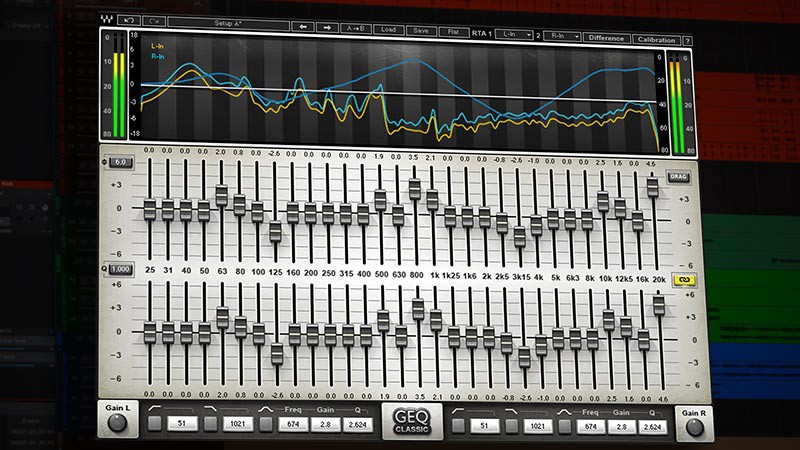 Setup A*
A→B
Load
Save
Flat
RTA 1
L-In
2
R-In
Difference
Calibration
?
0
20
40
60
80
18
12
6
3
0
-3
-6
-12
-18
L-In
R-In
0
20
40
60
80
0
20
40
60
80
6.0
DRAG
0.0 0.0 0.0 0.0 2.0 0.8 0.0 -2.6 0.0 0.0 0.0 0.0 0.0 1.9 0.0 3.5 2.1 0.0 0.0 0.0 -0.8 -2.6 -1.0 0.0 0.0 0.0 2.5 1.5 0.0 4.6
+3
0
−3
−6
+3
0
−3
−6
Q
1.000
25 31 40 50 63 80 100 125 160 200 250 315 400 500 630 800 1k 1k25 1k6 2k 2k5 3k15 4k 5k 6k3 8k 10k 12k5 16k 20k
+6
+3
0
−3
−6
+6
+3
0
−3
−6
0.0 0.0 0.0 0.0 2.0 0.8 0.0 -2.6 0.0 0.0 0.0 0.0 0.0 1.9 0.0 3.5 2.1 0.0 0.0 0.0 -0.8 -2.6 -1.0 0.0 0.0 0.0 2.5 1.5 0.0 4.6
Gain L
51
1021
Freq
Gain
Q
674
2.8
2.624
GEQ
CLASSIC
51
1021
Freq
Gain
Q
674
2.8
2.624
Gain R